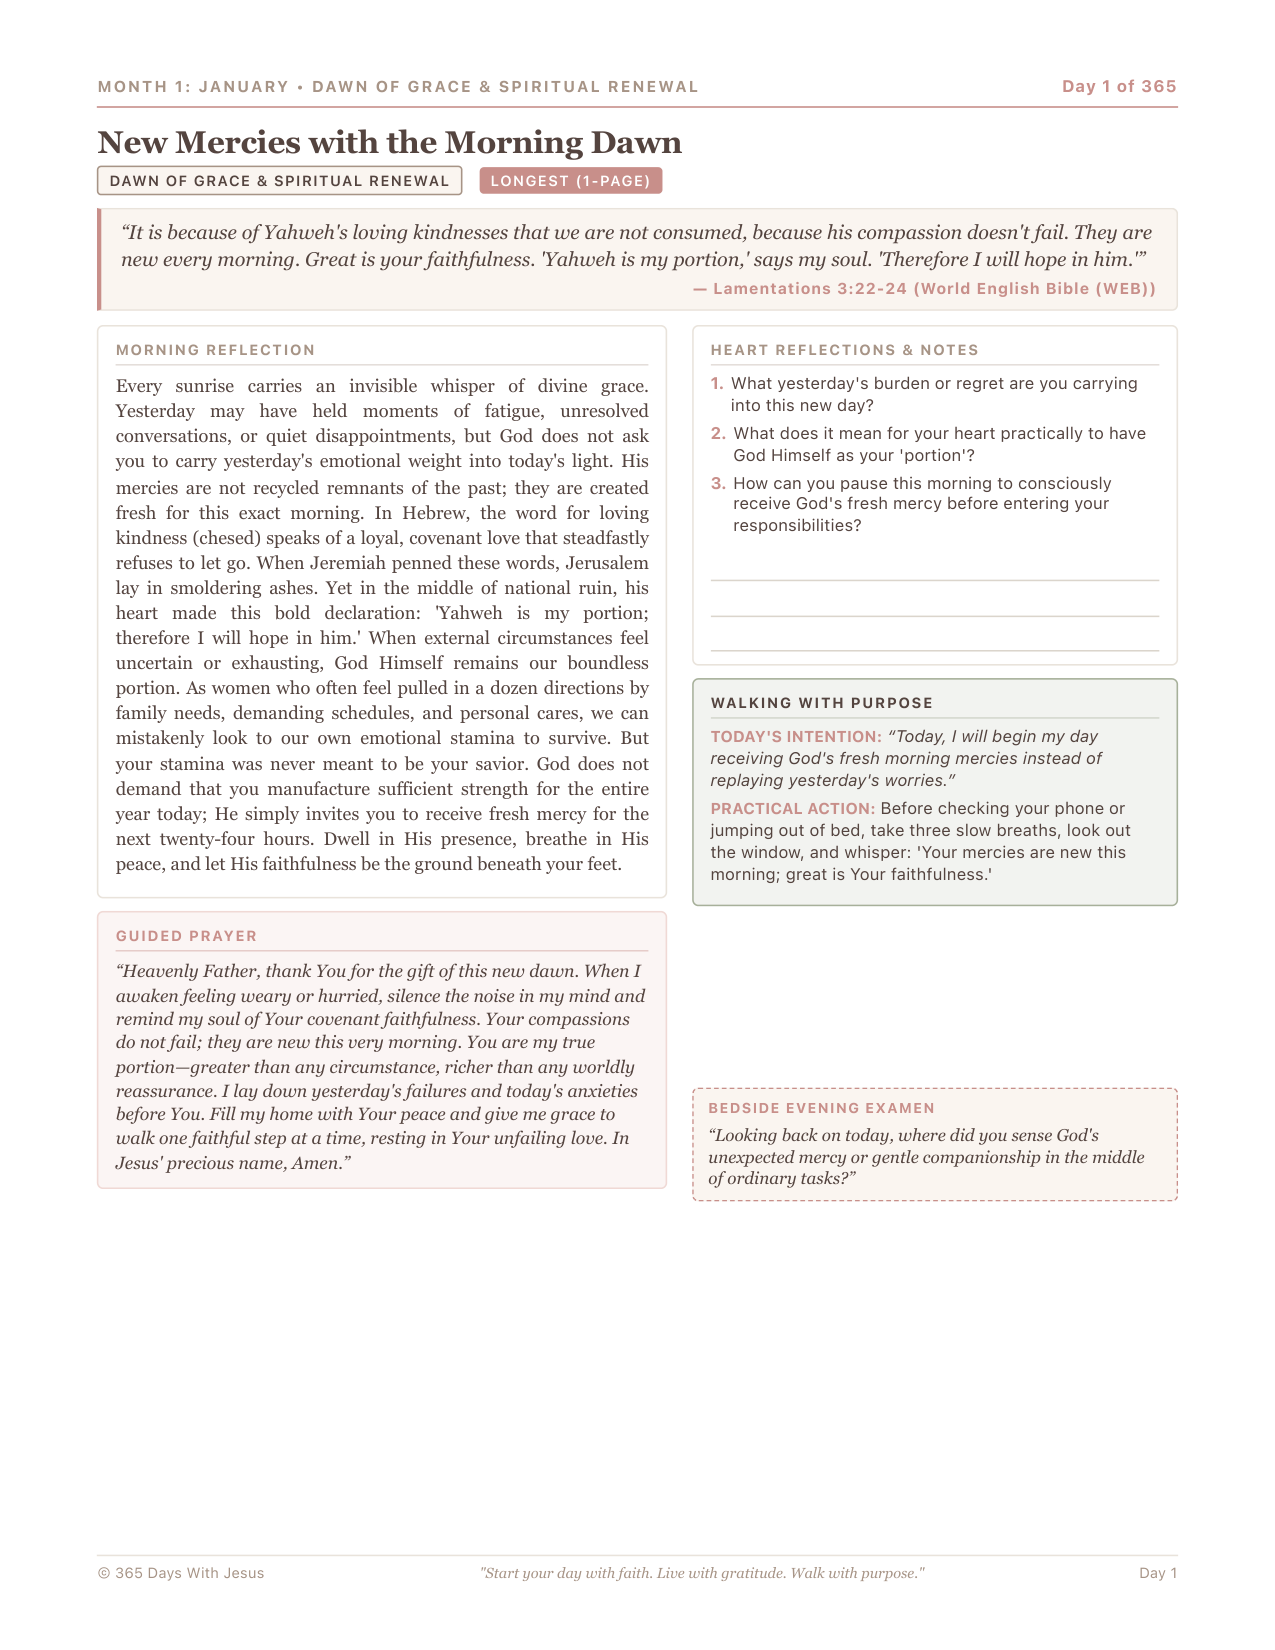 MONTH 1: JANUARY • DAWN OF GRACE & SPIRITUAL RENEWAL
Day 1 of 365
New Mercies with the Morning Dawn
DAWN OF GRACE & SPIRITUAL RENEWAL
LONGEST (1-PAGE)
“It is because of Yahweh's loving kindnesses that we are not consumed, because his compassion doesn't fail. They are
new every morning. Great is your faithfulness. 'Yahweh is my portion,' says my soul. 'Therefore I will hope in him.'”
— Lamentations 3:22-24 (World English Bible (WEB))
MORNING REFLECTION
Every sunrise carries an invisible whisper of divine grace.
Yesterday may have held moments of fatigue, unresolved
conversations, or quiet disappointments, but God does not ask
you to carry yesterday's emotional weight into today's light. His
mercies are not recycled remnants of the past; they are created
fresh for this exact morning. In Hebrew, the word for loving
kindness (chesed) speaks of a loyal, covenant love that steadfastly
refuses to let go. When Jeremiah penned these words, Jerusalem
lay in smoldering ashes. Yet in the middle of national ruin, his
heart made this bold declaration: 'Yahweh is my portion;
therefore I will hope in him.' When external circumstances feel
uncertain or exhausting, God Himself remains our boundless
portion. As women who often feel pulled in a dozen directions by
family needs, demanding schedules, and personal cares, we can
mistakenly look to our own emotional stamina to survive. But
your stamina was never meant to be your savior. God does not
demand that you manufacture sufficient strength for the entire
year today; He simply invites you to receive fresh mercy for the
next twenty-four hours. Dwell in His presence, breathe in His
peace, and let His faithfulness be the ground beneath your feet.
GUIDED PRAYER
“Heavenly Father, thank You for the gift of this new dawn. When I
awaken feeling weary or hurried, silence the noise in my mind and
remind my soul of Your covenant faithfulness. Your compassions
do not fail; they are new this very morning. You are my true
portion—greater than any circumstance, richer than any worldly
reassurance. I lay down yesterday's failures and today's anxieties
before You. Fill my home with Your peace and give me grace to
walk one faithful step at a time, resting in Your unfailing love. In
Jesus' precious name, Amen.”
HEART REFLECTIONS & NOTES
1. What yesterday's burden or regret are you carrying
into this new day?
2. What does it mean for your heart practically to have
God Himself as your 'portion'?
3. How can you pause this morning to consciously
receive God's fresh mercy before entering your
responsibilities?
WALKING WITH PURPOSE
TODAY'S INTENTION: “Today, I will begin my day
receiving God's fresh morning mercies instead of
replaying yesterday's worries.”
PRACTICAL ACTION: Before checking your phone or
jumping out of bed, take three slow breaths, look out
the window, and whisper: 'Your mercies are new this
morning; great is Your faithfulness.'
BEDSIDE EVENING EXAMEN
“Looking back on today, where did you sense God's
unexpected mercy or gentle companionship in the middle
of ordinary tasks?”
© 365 Days With Jesus
"Start your day with faith. Live with gratitude. Walk with purpose."
Day 1